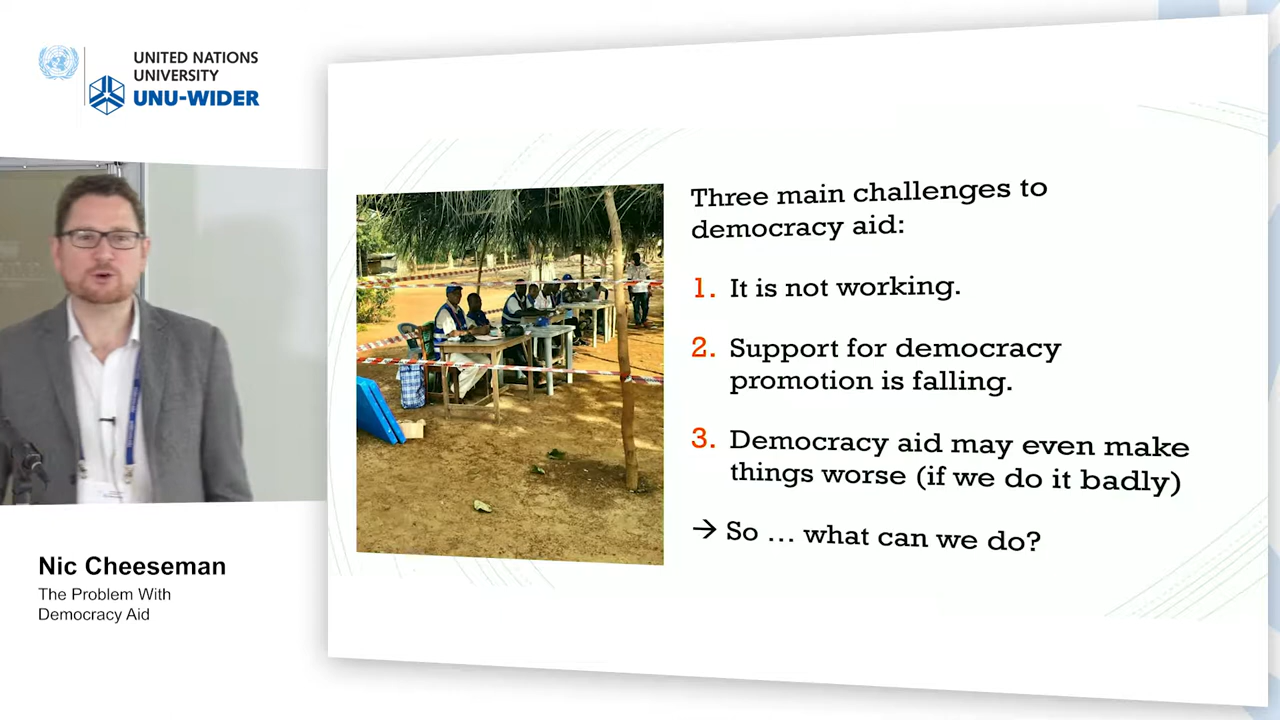 UNITED NATIONS
UNIVERSITY
UNU-WIDER
Three main challenges to
democracy aid:
1. It is not working.
2. Support for democracy
promotion is falling.
3. Democracy aid may even make
things worse (if we do it badly)
→ So ... what can we do?
Nic Cheeseman
The Problem With
Democracy Aid